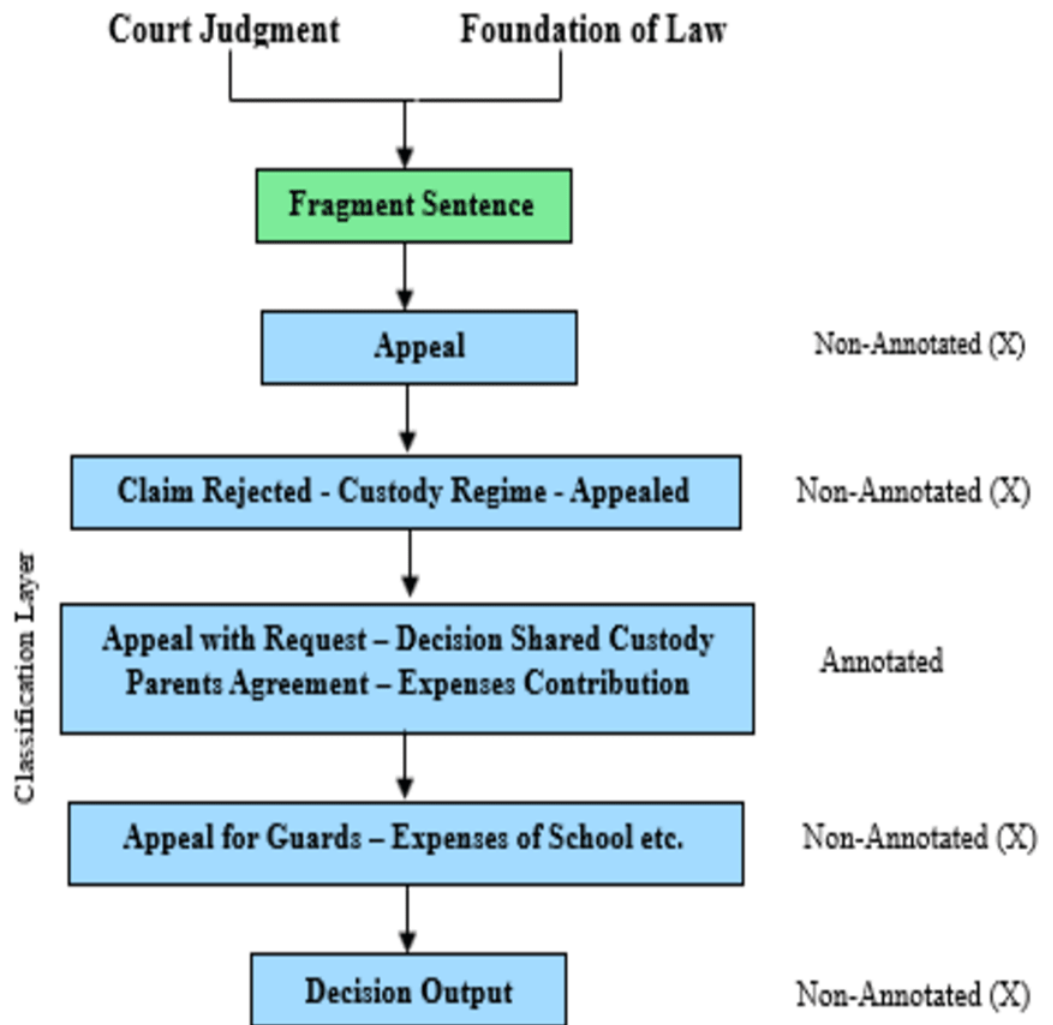 Court Judgment
Foundation of Law
Fragment Sentence
Appeal
Non-Annotated (X)
Claim Rejected - Custody Regime - Appealed
Non-Annotated (X)
Classification Layer
Appeal with Request – Decision Shared Custody
Parents Agreement – Expenses Contribution
Annotated
Appeal for Guards – Expenses of School etc.
Non-Annotated (X)
Decision Output
Non-Annotated (X)